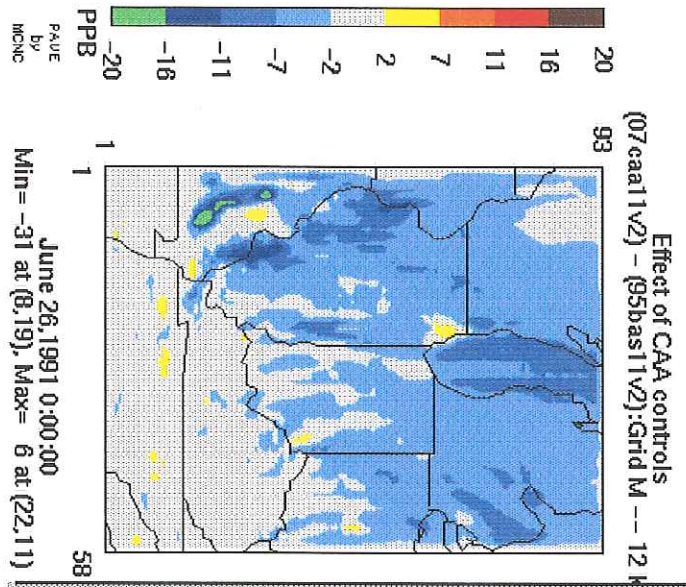 Effect of CAA controls
(07caa11v2) - (95bas11v2):Grid M --- 12 k
20
16
11
7
2
-2
-7
-11
-16
-20
PPB
PAVE
by
MCNC
93
1
1
58
June 26,1991 0:00:00
Min= -31 at (8,19), Max= 6 at (22,11)